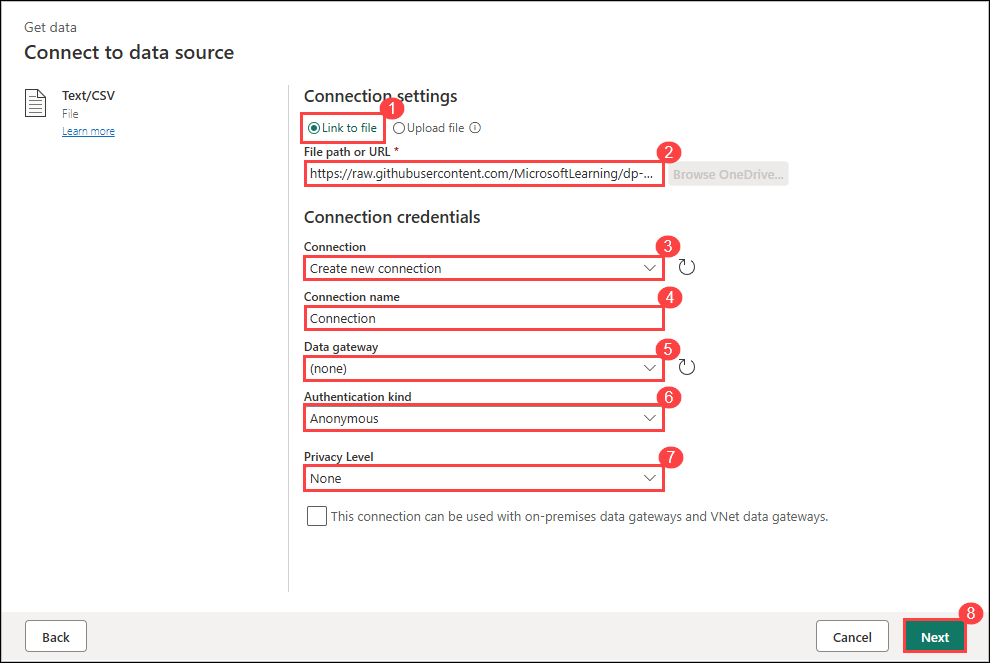 Get data
Connect to data source
Text/CSV
File
Learn more
Connection settings
1
Link to file Upload file
File path or URL *
2
https://raw.githubusercontent.com/MicrosoftLearning/dp-...
Browse OneDrive...
Connection credentials
Connection
3
Create new connection
Connection name
4
Connection
Data gateway
5
(none)
Authentication kind
6
Anonymous
Privacy Level
7
None
This connection can be used with on-premises data gateways and VNet data gateways.
8
Back
Cancel
Next